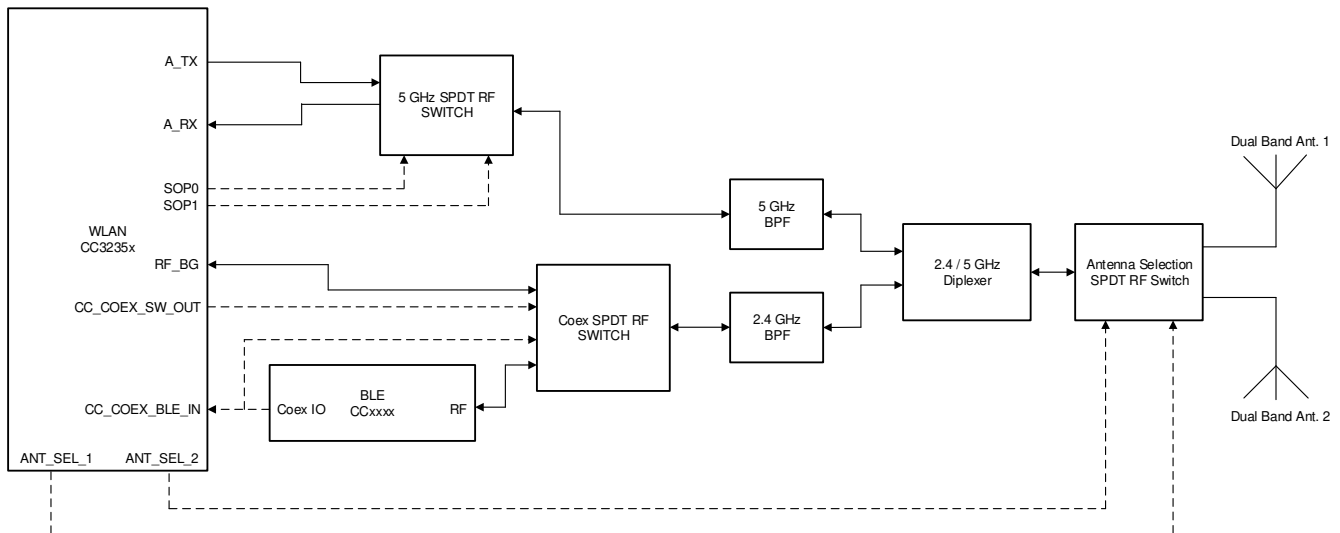 A_TX
5 GHz SPDT RF
SWITCH
A_RX
Dual Band Ant. 1
SOP0
SOP1
5 GHz
BPF
WLAN
CC3235x
RF_BG
2.4 / 5 GHz
Diplexer
Antenna Selection
SPDT RF Switch
CC_COEX_SW_OUT
Coex SPDT RF
SWITCH
2.4 GHz
BPF
CC_COEX_BLE_IN
Coex IO
BLE
CCxxxx
RF
Dual Band Ant. 2
ANT_SEL_1
ANT_SEL_2